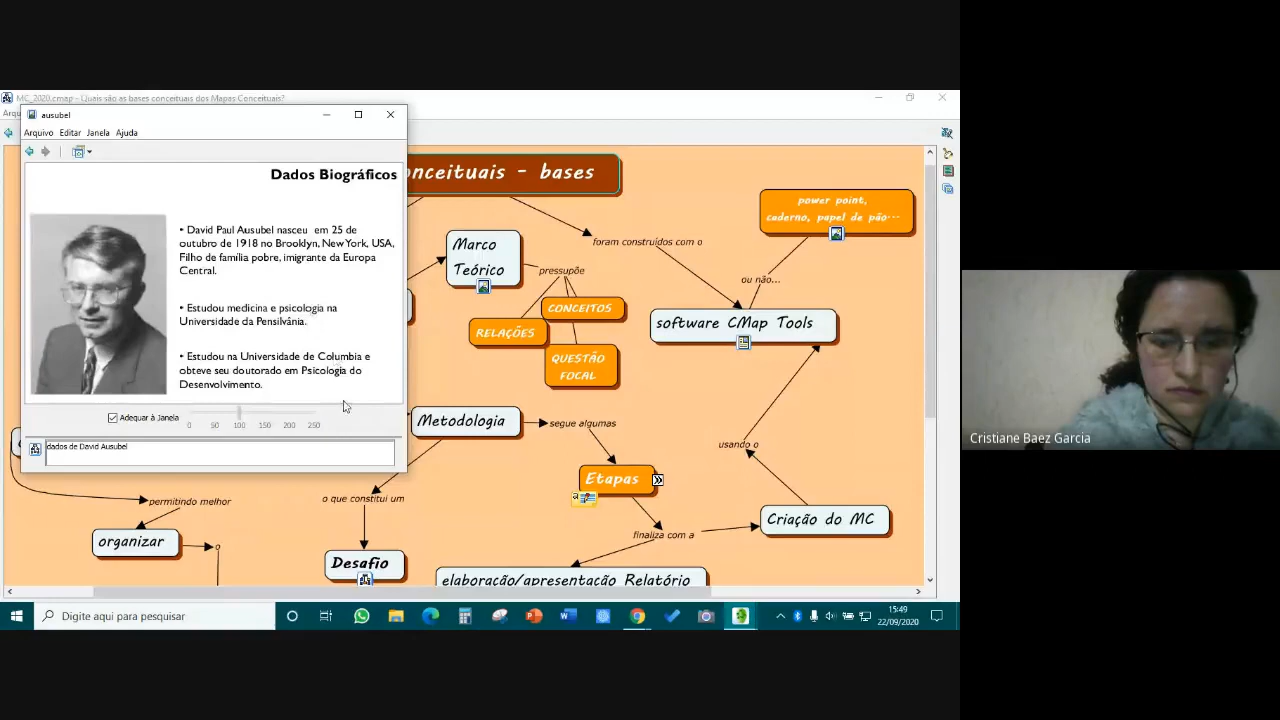 MC_2020.cmap - Quais são as bases conceituais dos Mapas Conceituais?
ausubel
Arquivo Editar Janela Ajuda
Dados Biográficos
• David Paul Ausubel nasceu em 25 de
outubro de 1918 no Brooklyn, New York, USA,
Filho de família pobre, imigrante da Europa
Central.
• Estudou medicina e psicologia na
Universidade da Pensilvânia.
• Estudou na Universidade de Columbia e
obteve seu doutorado em Psicologia do
Desenvolvimento.
Adequar à Janela
0 50 100 150 200 250
dados de David Ausubel
onceituais - bases
Marco
Teórico
pressupõe
CONCEITOS
RELAÇÕES
QUESTÃO
FOCAL
foram construídos com o
power point,
caderno, papel de pão...
ou não...
software CMap Tools
Metodologia
segue algumas
usando o
Etapas
permitindo melhor
o que constitui um
organizar
o
finaliza com a
Criação do MC
Desafio
elaboração/apresentação Relatório
Digite aqui para pesquisar
15:49
22/09/2020
Cristiane Baez Garcia